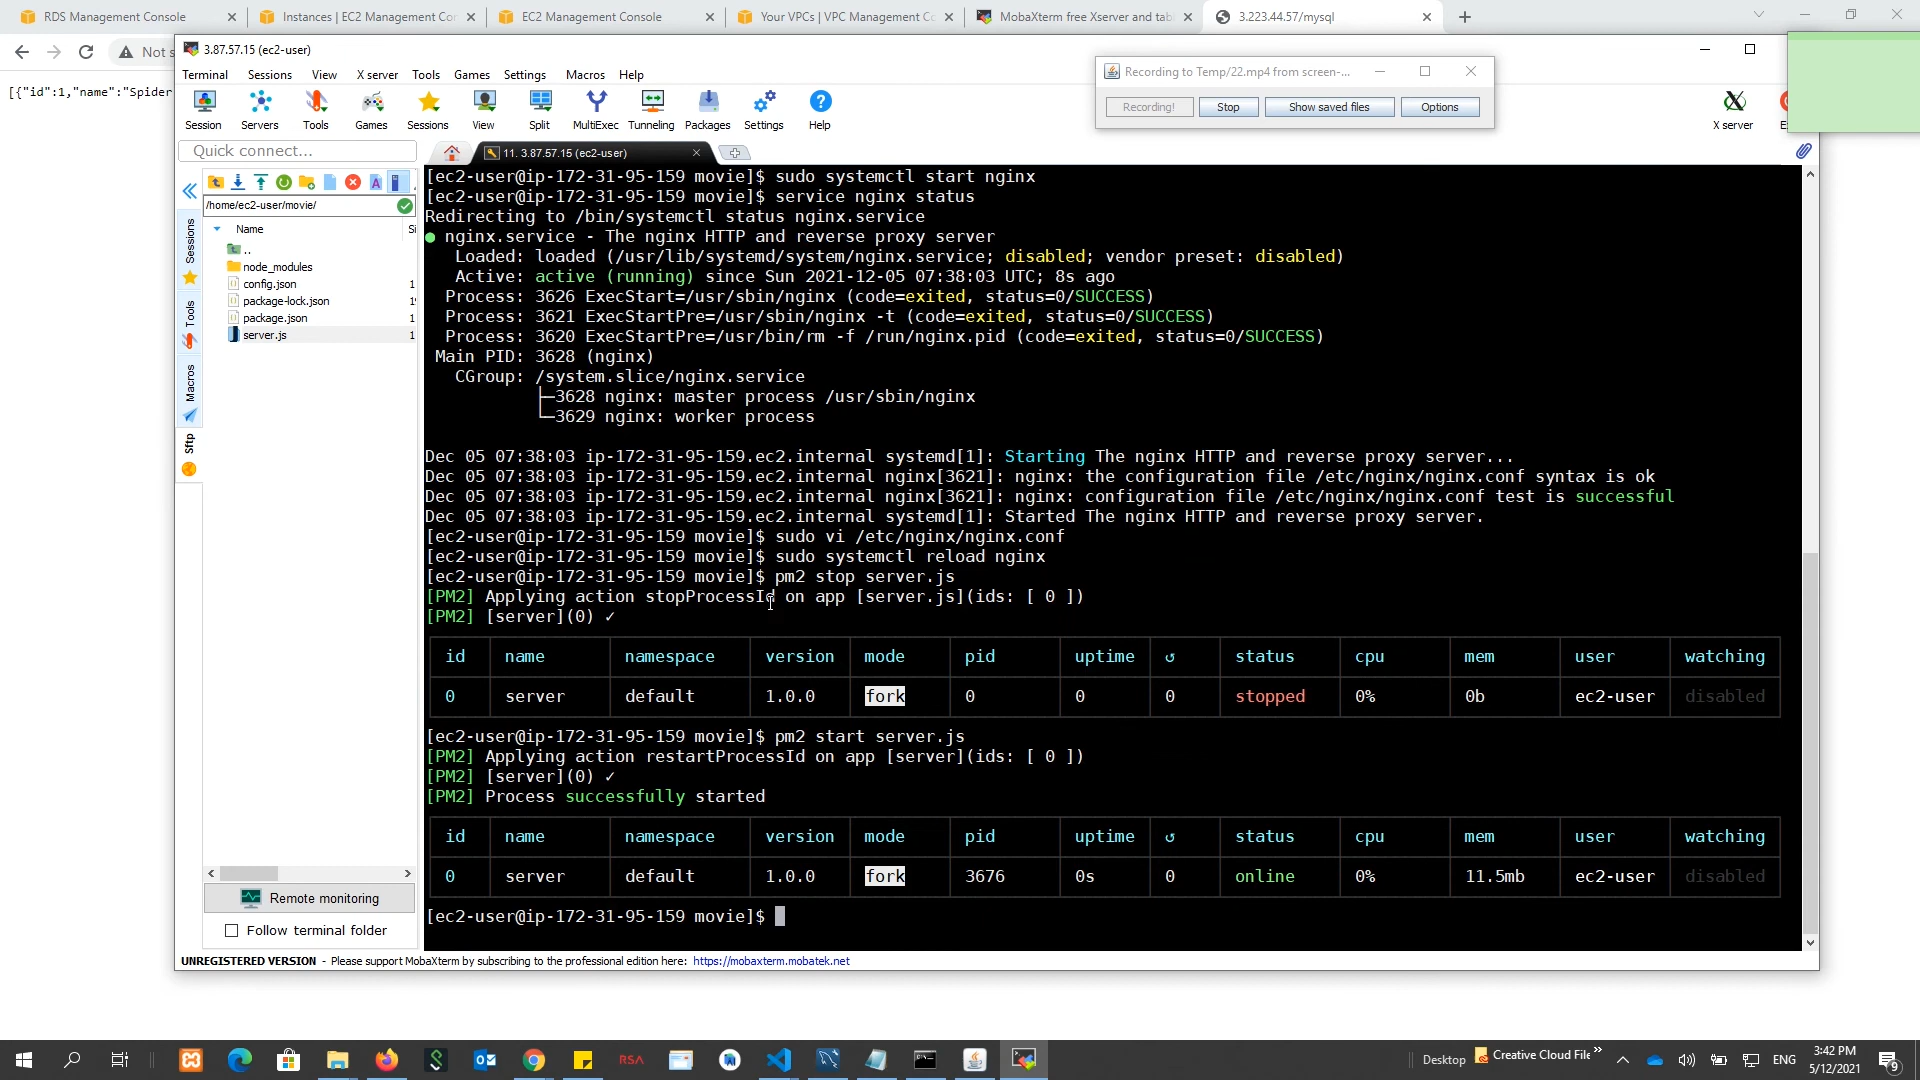 RDS Management Console
Instances | EC2 Management Con
EC2 Management Console
Your VPCs | VPC Management Co
MobaXterm free Xserver and tab
3.223.44.57/mysql
Not s
[{"id":1,"name":"Spider
3.87.57.15 (ec2-user)
Terminal Sessions View X server Tools Games Settings Macros Help
Recording to Temp/22.mp4 from screen-...
Recording! Stop Show saved files Options
Session Servers Tools Games Sessions View Split MultiExec Tunneling Packages Settings Help
X server
Quick connect...
11. 3.87.57.15 (ec2-user)
/home/ec2-user/movie/
Name
..
node_modules
config.json
package-lock.json
package.json
server.js
Sessions
Tools
Macros
Sftp
[ec2-user@ip-172-31-95-159 movie]$ sudo systemctl start nginx
[ec2-user@ip-172-31-95-159 movie]$ service nginx status
Redirecting to /bin/systemctl status nginx.service
● nginx.service - The nginx HTTP and reverse proxy server
Loaded: loaded (/usr/lib/systemd/system/nginx.service; disabled; vendor preset: disabled)
Active: active (running) since Sun 2021-12-05 07:38:03 UTC; 8s ago
Process: 3626 ExecStart=/usr/sbin/nginx (code=exited, status=0/SUCCESS)
Process: 3621 ExecStartPre=/usr/sbin/nginx -t (code=exited, status=0/SUCCESS)
Process: 3620 ExecStartPre=/usr/bin/rm -f /run/nginx.pid (code=exited, status=0/SUCCESS)
Main PID: 3628 (nginx)
CGroup: /system.slice/nginx.service
├─3628 nginx: master process /usr/sbin/nginx
└─3629 nginx: worker process
Dec 05 07:38:03 ip-172-31-95-159.ec2.internal systemd[1]: Starting The nginx HTTP and reverse proxy server...
Dec 05 07:38:03 ip-172-31-95-159.ec2.internal nginx[3621]: nginx: the configuration file /etc/nginx/nginx.conf syntax is ok
Dec 05 07:38:03 ip-172-31-95-159.ec2.internal nginx[3621]: nginx: configuration file /etc/nginx/nginx.conf test is successful
Dec 05 07:38:03 ip-172-31-95-159.ec2.internal systemd[1]: Started The nginx HTTP and reverse proxy server.
[ec2-user@ip-172-31-95-159 movie]$ sudo vi /etc/nginx/nginx.conf
[ec2-user@ip-172-31-95-159 movie]$ sudo systemctl reload nginx
[ec2-user@ip-172-31-95-159 movie]$ pm2 stop server.js
[PM2] Applying action stopProcessId on app [server.js](ids: [ 0 ])
[PM2] [server](0) ✓
id name namespace version mode pid uptime ↺ status cpu mem user watching
0 server default 1.0.0 fork 0 0 0 stopped 0% 0b ec2-user disabled
[ec2-user@ip-172-31-95-159 movie]$ pm2 start server.js
[PM2] Applying action restartProcessId on app [server](ids: [ 0 ])
[PM2] [server](0) ✓
[PM2] Process successfully started
id name namespace version mode pid uptime ↺ status cpu mem user watching
0 server default 1.0.0 fork 3676 0s 0 online 0% 11.5mb ec2-user disabled
[ec2-user@ip-172-31-95-159 movie]$
Remote monitoring
Follow terminal folder
UNREGISTERED VERSION - Please support MobaXterm by subscribing to the professional edition here: https://mobaxterm.mobatek.net
RSA
Desktop
Creative Cloud File
ENG
3:42 PM
5/12/2021
9